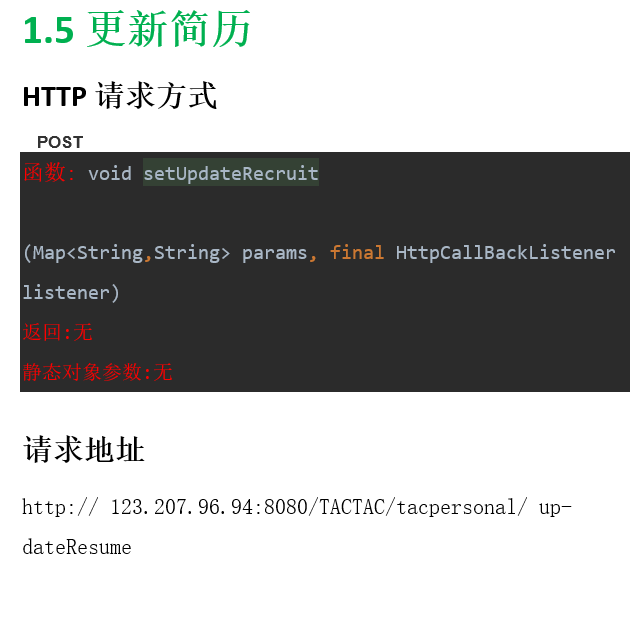 1.5 更新简历
HTTP 请求方式
POST
函数: void setUpdateRecruit
(Map<String,String> params, final HttpCallBackListener
listener)
返回:无
静态对象参数:无
请求地址
http:// 123.207.96.94:8080/TACTAC/tacpersonal/ up-
dateResume